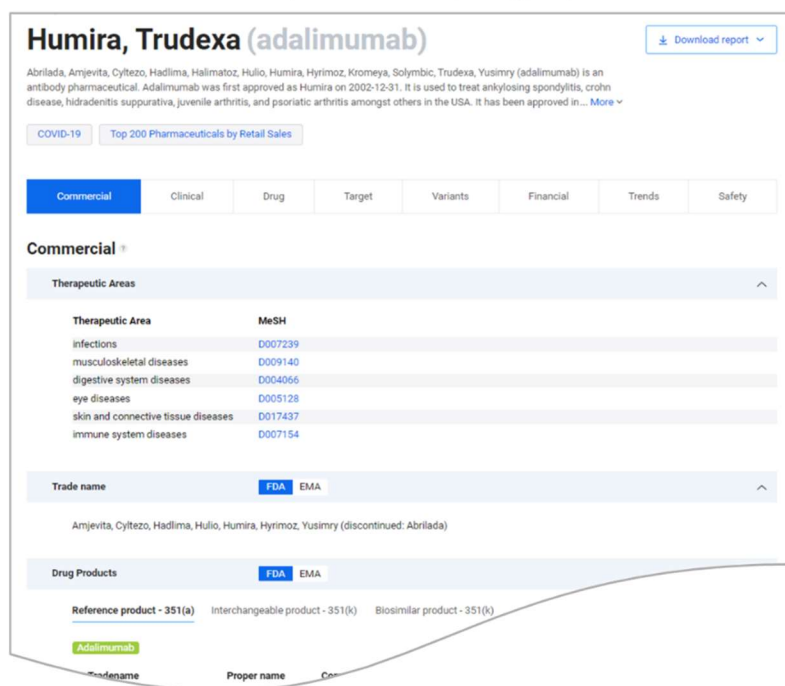 Humira, Trudexa (adalimumab)
Download report
Abrilada, Amjevita, Cyltezo, Hadlima, Halimatoz, Hulio, Humira, Hyrimoz, Kromeya, Solymbic, Trudexa, Yusimry (adalimumab) is an
antibody pharmaceutical. Adalimumab was first approved as Humira on 2002-12-31. It is used to treat ankylosing spondylitis, crohn
disease, hidradenitis suppurativa, juvenile arthritis, and psoriatic arthritis amongst others in the USA. It has been approved in... More
COVID-19 Top 200 Pharmaceuticals by Retail Sales
Commercial Clinical Drug Target Variants Financial Trends Safety
Commercial
Therapeutic Areas
Therapeutic Area MeSH
infections D007239
musculoskeletal diseases D009140
digestive system diseases D004066
eye diseases D005128
skin and connective tissue diseases D017437
immune system diseases D007154
Trade name FDA EMA
Amjevita, Cyltezo, Hadlima, Hulio, Humira, Hyrimoz, Yusimry (discontinued: Abrilada)
Drug Products FDA EMA
Reference product - 351(a) Interchangeable product - 351(k) Biosimilar product - 351(k)
Adalimumab
Tradename Proper name